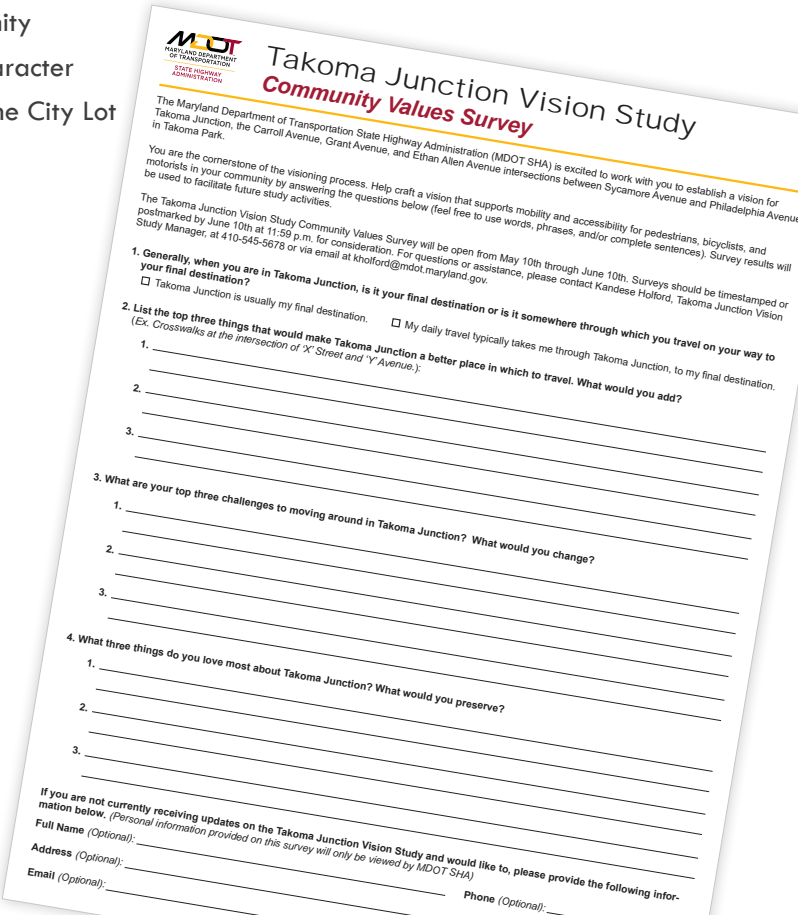 MDOT
MARYLAND DEPARTMENT
OF TRANSPORTATION
STATE HIGHWAY
ADMINISTRATION
Takoma Junction Vision Study
Community Values Survey
The Maryland Department of Transportation State Highway Administration (MDOT SHA) is excited to work with you to establish a vision for
Takoma Junction, the Carroll Avenue, Grant Avenue, and Ethan Allen Avenue intersections between Sycamore Avenue and Philadelphia Avenue
in Takoma Park.
You are the cornerstone of the visioning process. Help craft a vision that supports mobility and accessibility for pedestrians, bicyclists, and
motorists in your community by answering the questions below (feel free to use words, phrases, and/or complete sentences). Survey results will
be used to facilitate future study activities.
The Takoma Junction Vision Study Community Values Survey will be open from May 10th through June 10th. Surveys should be timestamped or
postmarked by June 10th at 11:59 p.m. for consideration. For questions or assistance, please contact Kandese Holford, Takoma Junction Vision
Study Manager, at 410-545-5678 or via email at kholford@mdot.maryland.gov.
1. Generally, when you are in Takoma Junction, is it your final destination or is it somewhere through which you travel on your way to
your final destination?
Takoma Junction is usually my final destination.
My daily travel typically takes me through Takoma Junction, to my final destination.
2. List the top three things that would make Takoma Junction a better place in which to travel. What would you add?
(Ex. Crosswalks at the intersection of 'X' Street and 'Y' Avenue.):
1.
2.
3.
3. What are your top three challenges to moving around in Takoma Junction? What would you change?
1.
2.
3.
4. What three things do you love most about Takoma Junction? What would you preserve?
1.
2.
3.
If you are not currently receiving updates on the Takoma Junction Vision Study and would like to, please provide the following infor-
mation below. (Personal information provided on this survey will only be viewed by MDOT SHA)
Full Name (Optional):
Address (Optional):
Phone (Optional):
Email (Optional):
City Lot